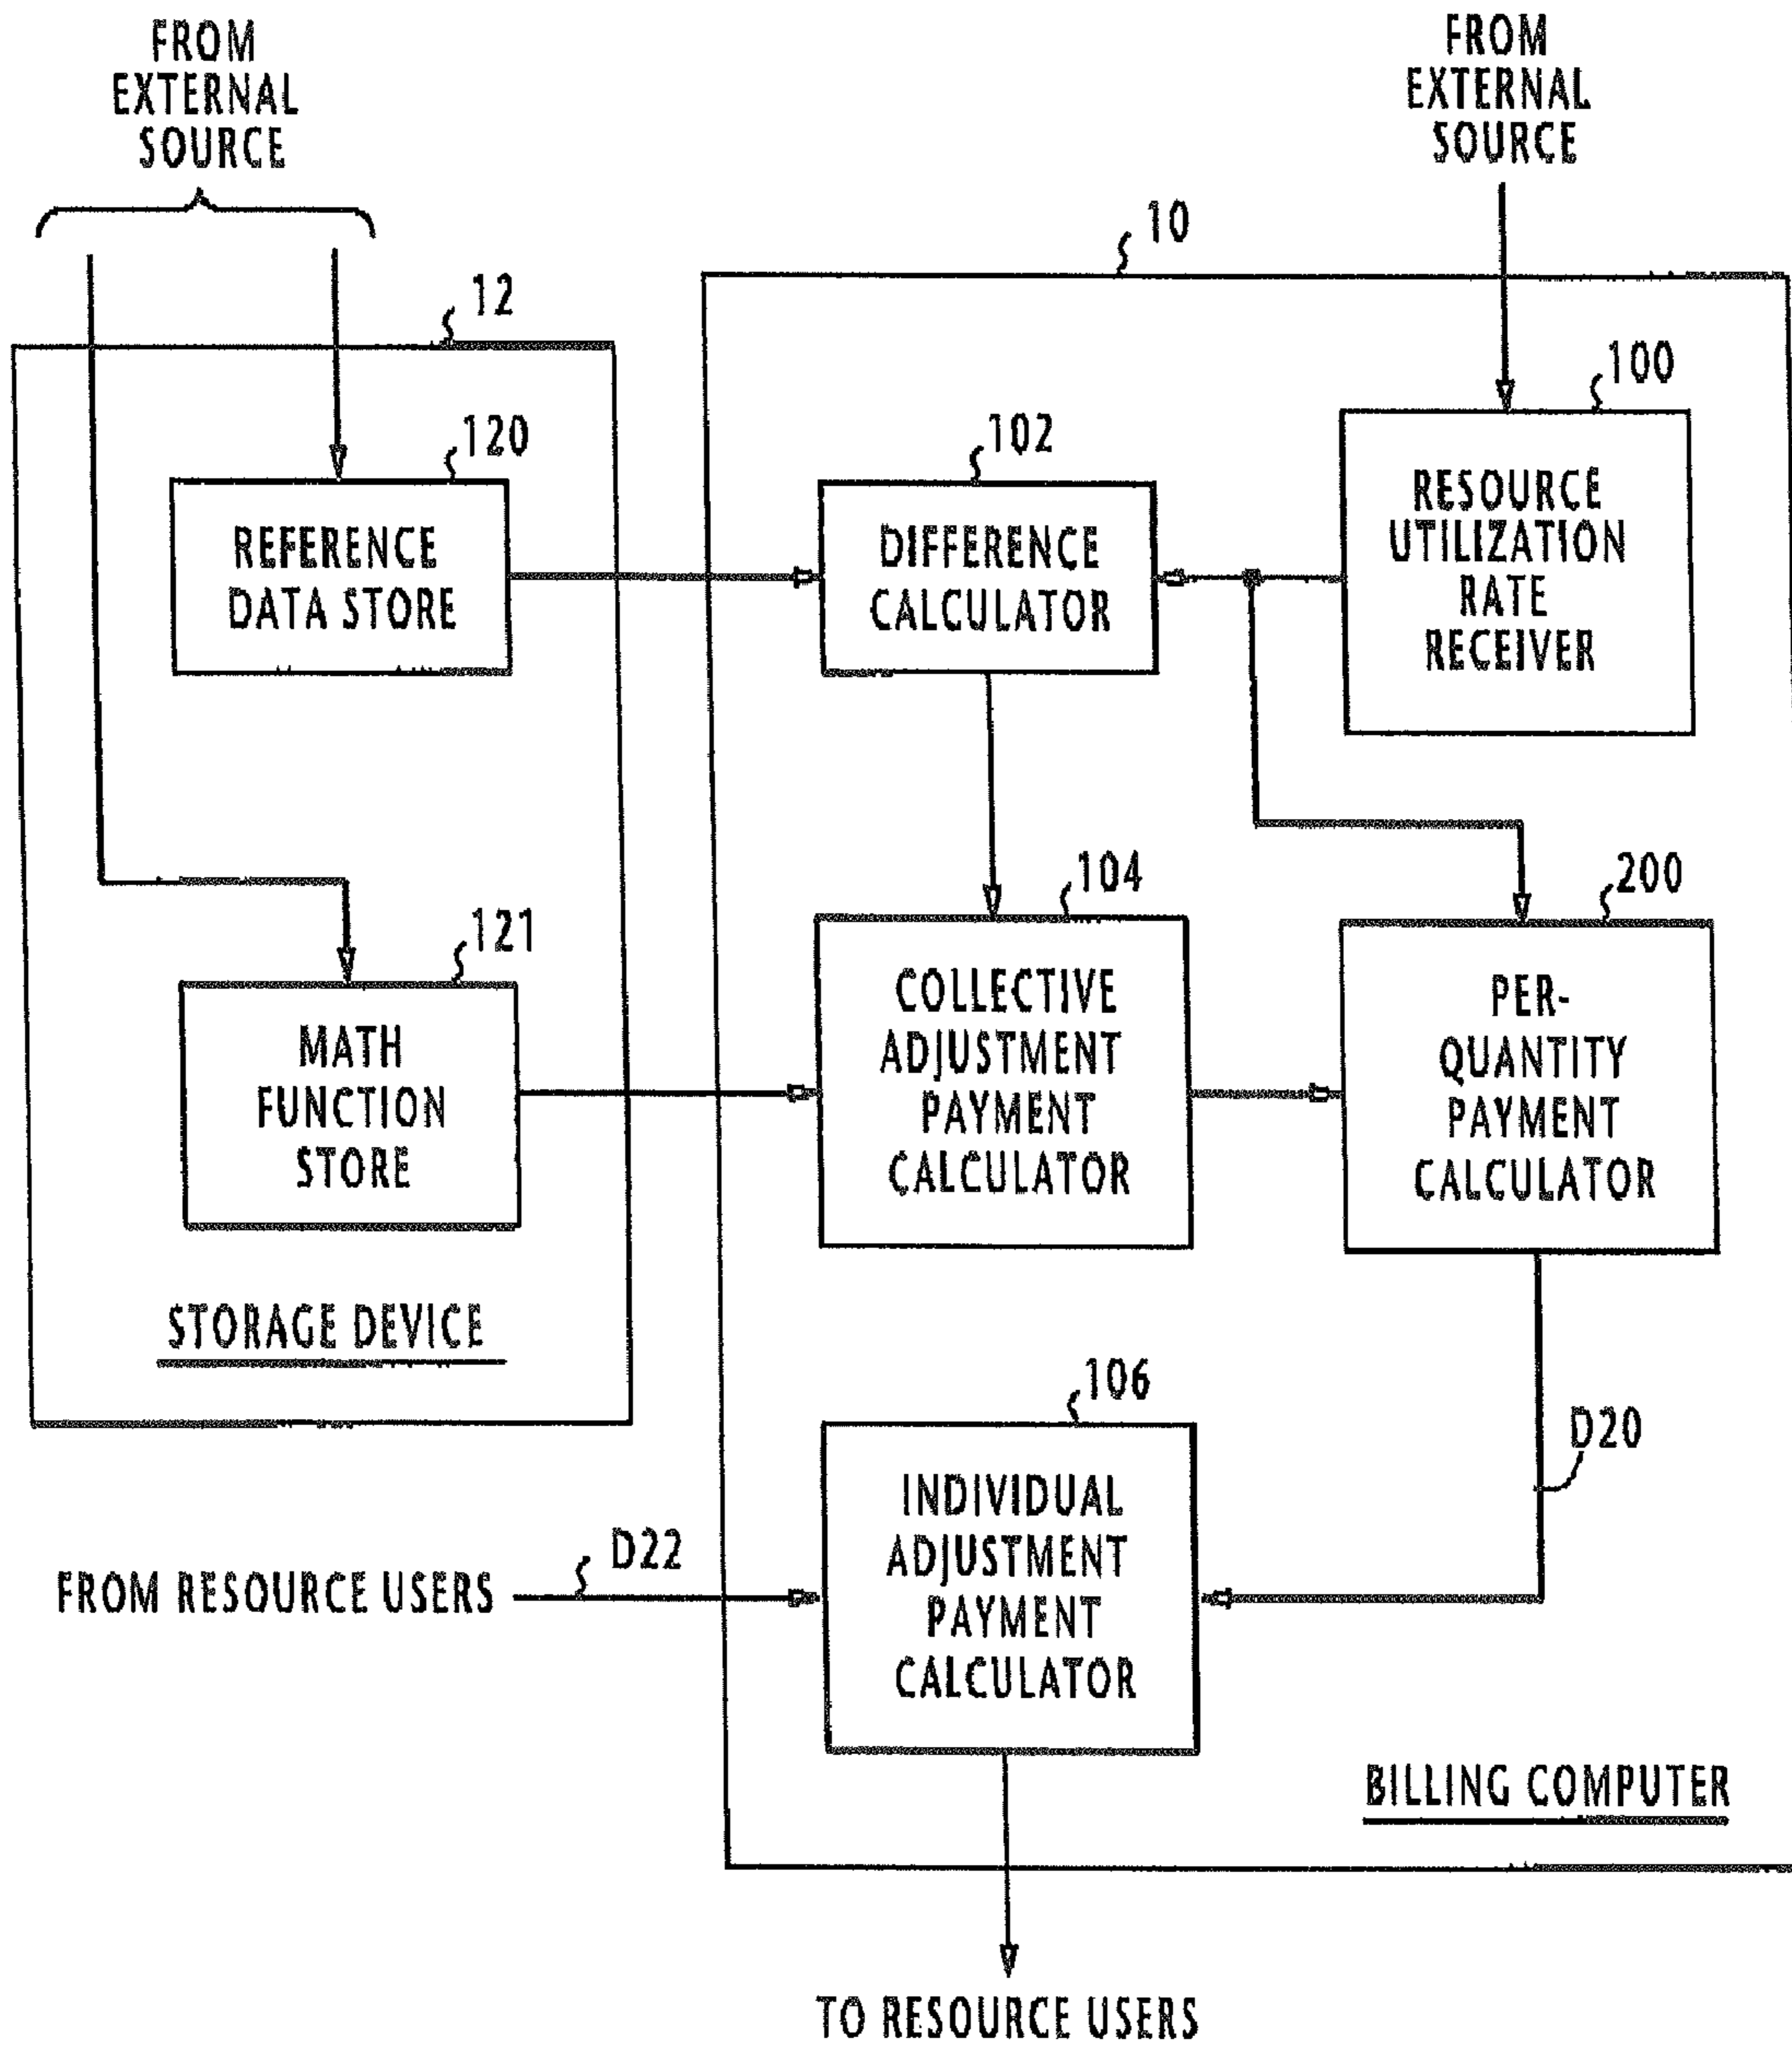 FROM
EXTERNAL
SOURCE
FROM
EXTERNAL
SOURCE
10
12
100
120
102
REFERENCE
DATA STORE
DIFFERENCE
CALCULATOR
RESOURCE
UTILIZATION
RATE
RECEIVER
104
200
121
MATH
FUNCTION
STORE
COLLECTIVE
ADJUSTMENT
PAYMENT
CALCULATOR
PER-
QUANTITY
PAYMENT
CALCULATOR
STORAGE DEVICE
106
D20
INDIVIDUAL
ADJUSTMENT
PAYMENT
CALCULATOR
D22
FROM RESOURCE USERS
BILLING COMPUTER
TO RESOURCE USERS